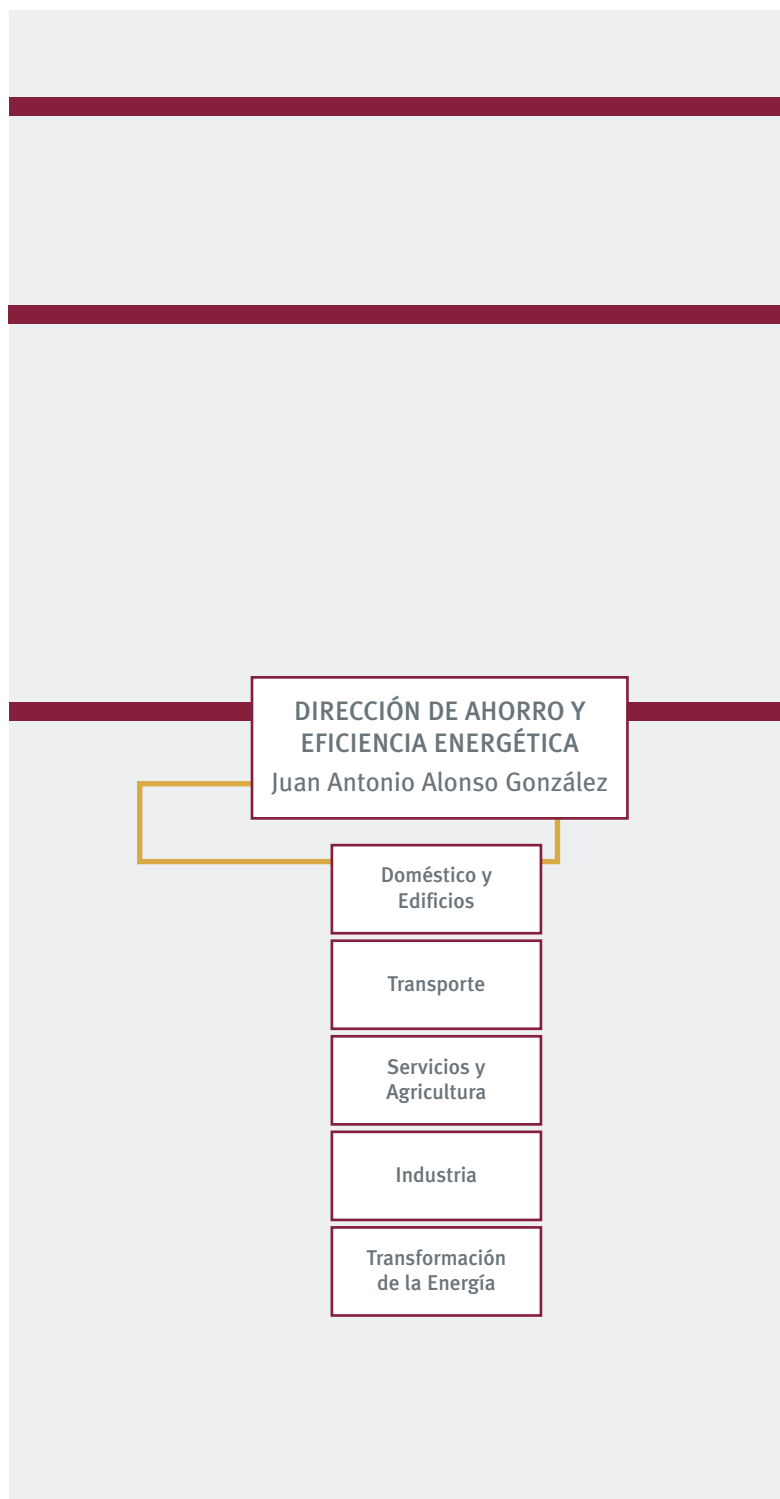 DIRECCIÓN DE AHORRO Y
EFICIENCIA ENERGÉTICA
Juan Antonio Alonso González
Doméstico y
Edificios
Transporte
Servicios y
Agricultura
Industria
Transformación
de la Energía